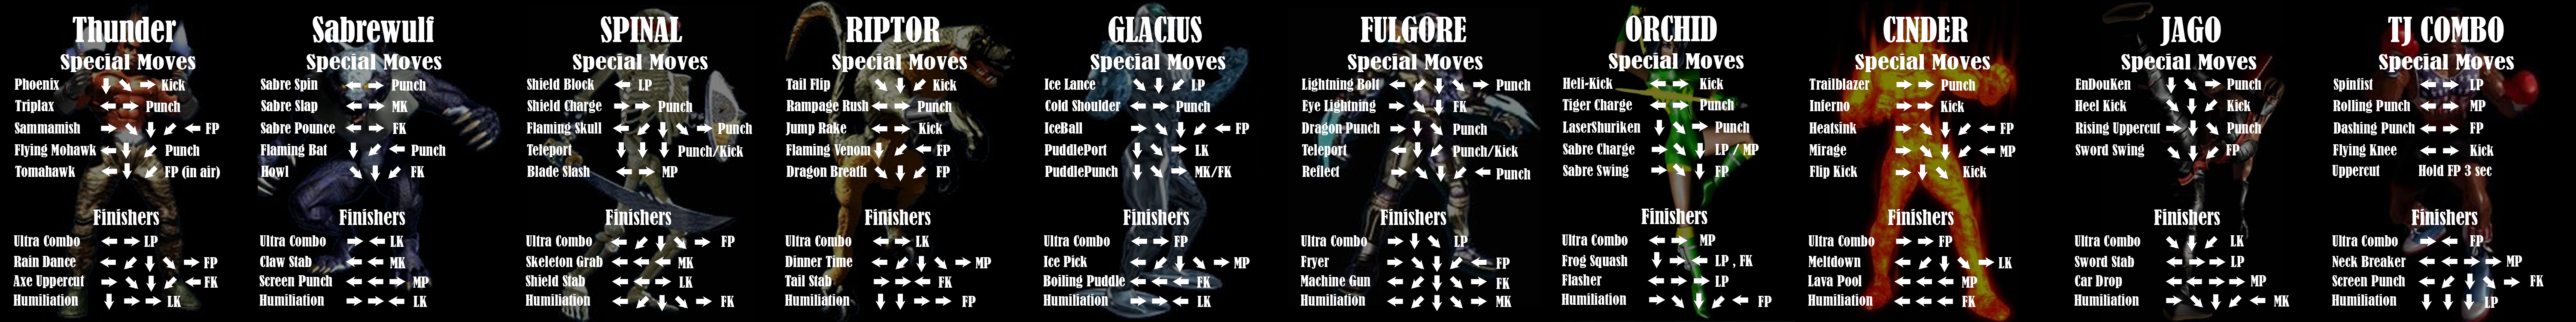 Thunder
Special Moves
Phoenix ↓ ↘ → Kick
Triplax ← → Punch
Sammamish → ↘ ↓ ↙ ← FP
Flying Mohawk ← ↓ ↙ Punch
Tomahawk ← ↓ ↙ FP (in air)
Finishers
Ultra Combo ← → LP
Rain Dance ← ↙ ↓ ↘ → FP
Axe Uppercut → ↘ ↓ ↙ ← FK
Humiliation ↓ → → LK
Sabrewulf
Special Moves
Sabre Spin ← → Punch
Sabre Slap ← → MK
Sabre Pounce ← → FK
Flaming Bat ↓ ↙ ← Punch
Howl ↘ ↓ ↙ FK
Finishers
Ultra Combo → ← LK
Claw Stab ← ← MK
Screen Punch ← ← ← MP
Humiliation → → ← LK
SPINAL
Special Moves
Shield Block ← LP
Shield Charge → → Punch
Flaming Skull ← ↙ ↓ ↘ → Punch
Teleport ↓ ↓ ↓ Punch/Kick
Blade Slash ← → MP
Finishers
Ultra Combo ← ↙ ↓ ↘ → FP
Skeleton Grab ← ← ← MK
Shield Stab ← ← → LK
Humiliation ← ↙ ↓ ↘ → FK
RIPTOR
Special Moves
Tail Flip ↘ ↓ ↙ Kick
Rampage Rush ← → Punch
Jump Rake ← → Kick
Flaming Venom ↓ ↙ ← FP
Dragon Breath ↘ ↓ ↙ FP
Finishers
Ultra Combo ← → LK
Dinner Time ← ↙ ↓ ↘ → MP
Tail Stab → → ← FK
Humiliation ↓ ↓ → → FP
GLACIUS
Special Moves
Ice Lance ↘ ↓ ↙ LP
Cold Shoulder ← → Punch
IceBall → ↘ ↓ ↙ ← FP
PuddlePort ↓ ↘ → LK
PuddlePunch ↓ ↘ → MK/FK
Finishers
Ultra Combo ← → FP
Ice Pick ← ↙ ↓ ↘ → MP
Boiling Puddle ← ← ← FK
Humiliation → → ← LK
FULGORE
Special Moves
Lightning Bolt ← ↙ ↓ ↘ → Punch
Eye Lightning → ↘ ↓ FK
Dragon Punch → ↓ ↘ Punch
Teleport ← ↓ ↙ Punch/Kick
Reflect → ↘ ↓ ↙ ← Punch
Finishers
Ultra Combo → ↓ ↘ LP
Fryer → ↘ ↓ ↙ ← FP
Machine Gun ← ↙ ↓ ↘ → FK
Humiliation ← ↙ ↓ ↘ → MK
ORCHID
Special Moves
Heli-Kick ← → Kick
Tiger Charge ← → Punch
LaserShuriken ↓ ↘ → Punch
Sabre Charge → ↘ ↓ LP / MP
Sabre Swing → ↘ ↓ FP
Finishers
Ultra Combo ← → MP
Frog Squash ↓ → ← LP , FK
Flasher ← → → LP
Humiliation → ↘ ↓ ↙ ← FP
CINDER
Special Moves
Trailblazer → → Punch
Inferno → → Kick
Heatsink → ↘ ↓ ↙ ← FP
Mirage → ↘ ↓ ↙ ← MP
Flip Kick → ↓ ↘ Kick
Finishers
Ultra Combo → → FP
Meltdown ← ↙ ↓ ↘ → LK
Lava Pool ← ← ← MP
Humiliation ← ← ← FK
JAGO
Special Moves
EnDouKen ↓ ↘ → Punch
Heel Kick ↘ ↓ ↙ Kick
Rising Uppercut → ↓ ↘ Punch
Sword Swing ↘ ↓ ↙ FP
Finishers
Ultra Combo ↘ ↓ ↙ LK
Sword Stab ← ← → LP
Car Drop ← ← → → MP
Humiliation → ↘ ↓ ↙ ← MK
TJ COMBO
Special Moves
Spinfist ← → LP
Rolling Punch ← → MP
Dashing Punch ← → FP
Flying Knee ← → Kick
Uppercut Hold FP 3 sec
Finishers
Ultra Combo → ← FP
Neck Breaker ← ← → → MP
Screen Punch ← ↙ ↓ ↘ → FK
Humiliation ↓ ↓ ↓ LP